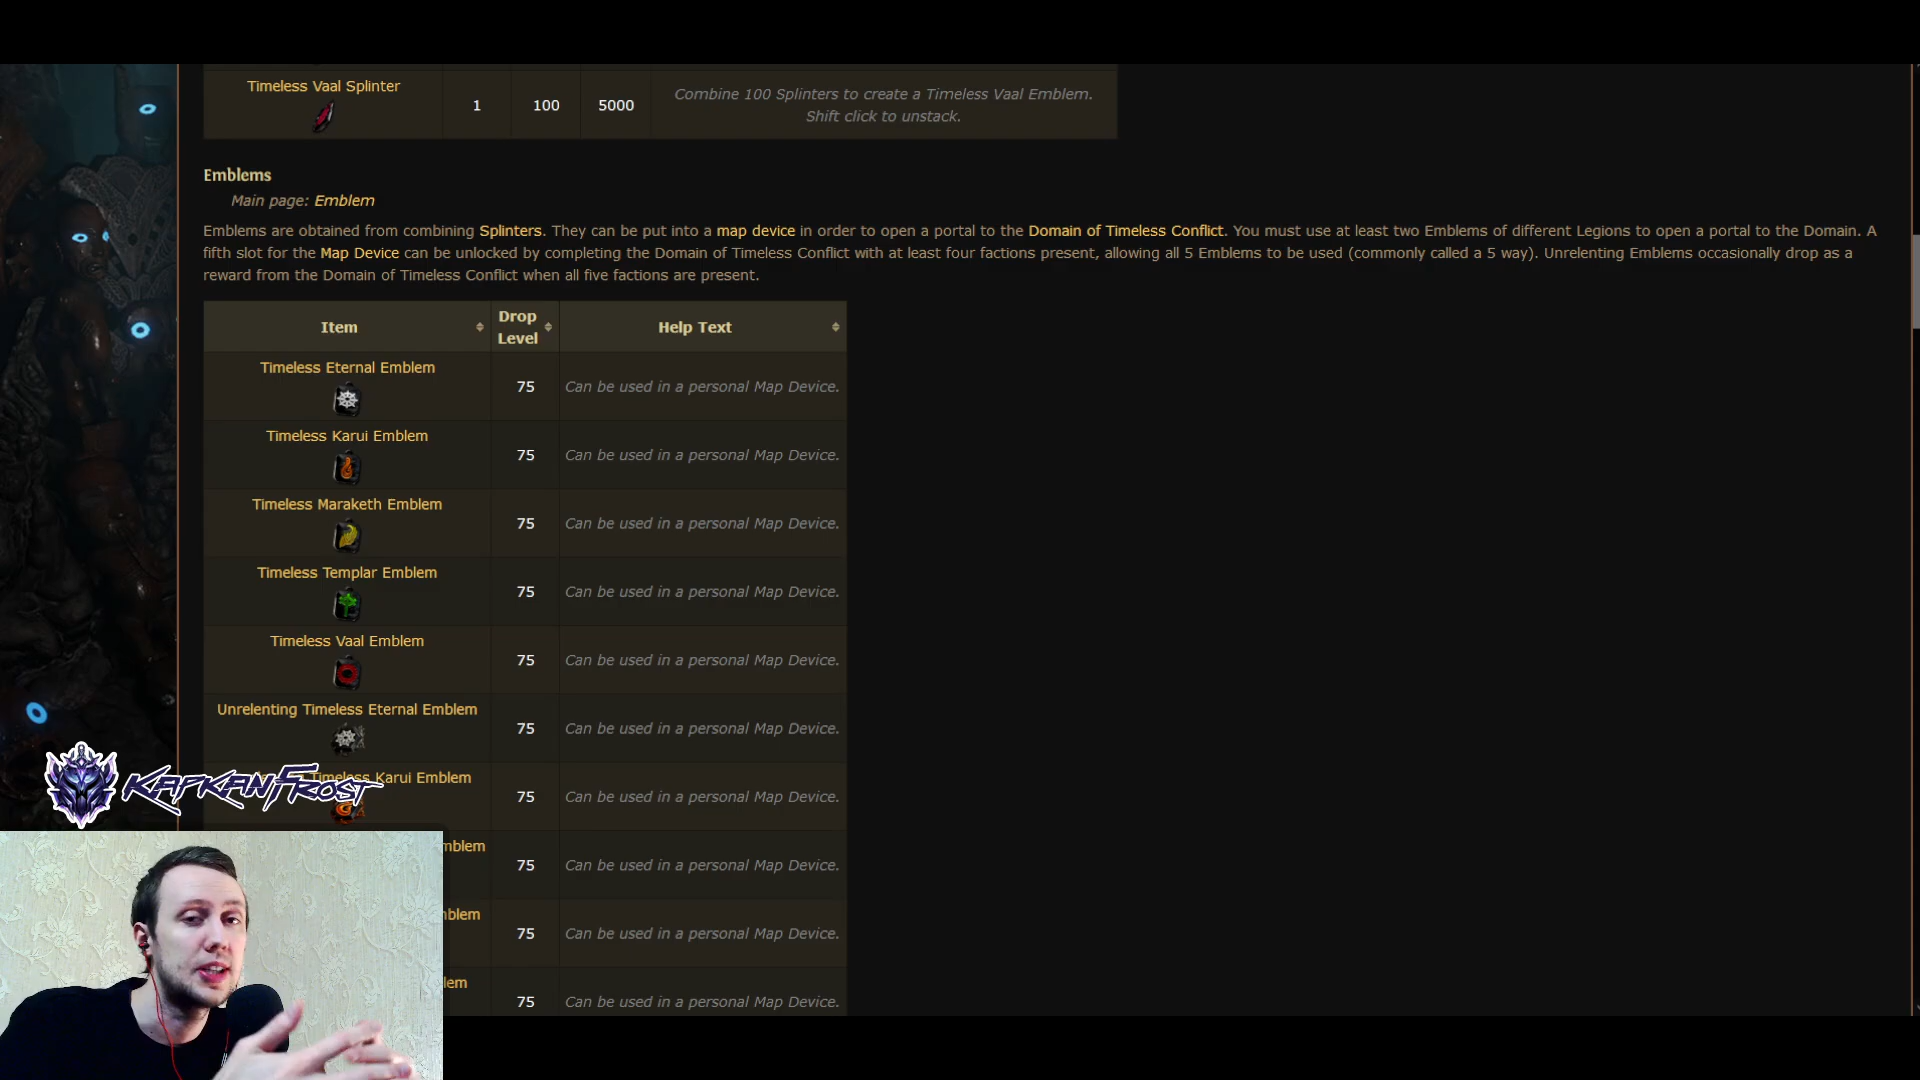 Timeless Vaal Splinter
1 100 5000
Combine 100 Splinters to create a Timeless Vaal Emblem.
Shift click to unstack.
Emblems
Main page: Emblem
Emblems are obtained from combining Splinters. They can be put into a map device in order to open a portal to the Domain of Timeless Conflict. You must use at least two Emblems of different Legions to open a portal to the Domain. A
fifth slot for the Map Device can be unlocked by completing the Domain of Timeless Conflict with at least four factions present, allowing all 5 Emblems to be used (commonly called a 5 way). Unrelenting Emblems occasionally drop as a
reward from the Domain of Timeless Conflict when all five factions are present.
Item Drop Level Help Text
Timeless Eternal Emblem 75 Can be used in a personal Map Device.
Timeless Karui Emblem 75 Can be used in a personal Map Device.
Timeless Maraketh Emblem 75 Can be used in a personal Map Device.
Timeless Templar Emblem 75 Can be used in a personal Map Device.
Timeless Vaal Emblem 75 Can be used in a personal Map Device.
Unrelenting Timeless Eternal Emblem 75 Can be used in a personal Map Device.
Timeless Karui Emblem 75 Can be used in a personal Map Device.
KapkanFrost
75 Can be used in a personal Map Device.
75 Can be used in a personal Map Device.
75 Can be used in a personal Map Device.